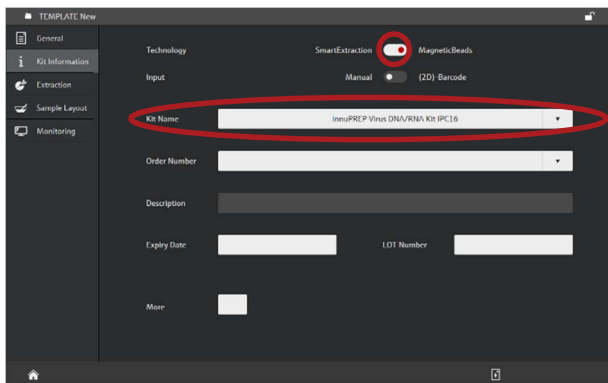 TEMPLATE New
General
Technology SmartExtraction MagneticBeads
Kit Information
Input Manual (2D)-Barcode
Extraction
Sample Layout
Kit Name InnuPREP Virus DNA/RNA Kit IPC16
Monitoring
Order Number
Description
Expiry Date LOT Number
More